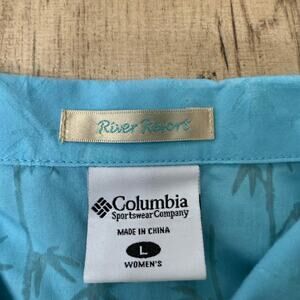 River Resort
Columbia
Sportswear Company
MADE IN CHINA
L
WOMEN'S